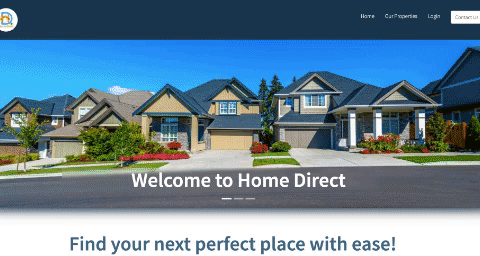 Home
Our Properties
Login
Contact us
Welcome to Home Direct
Find your next perfect place with ease!